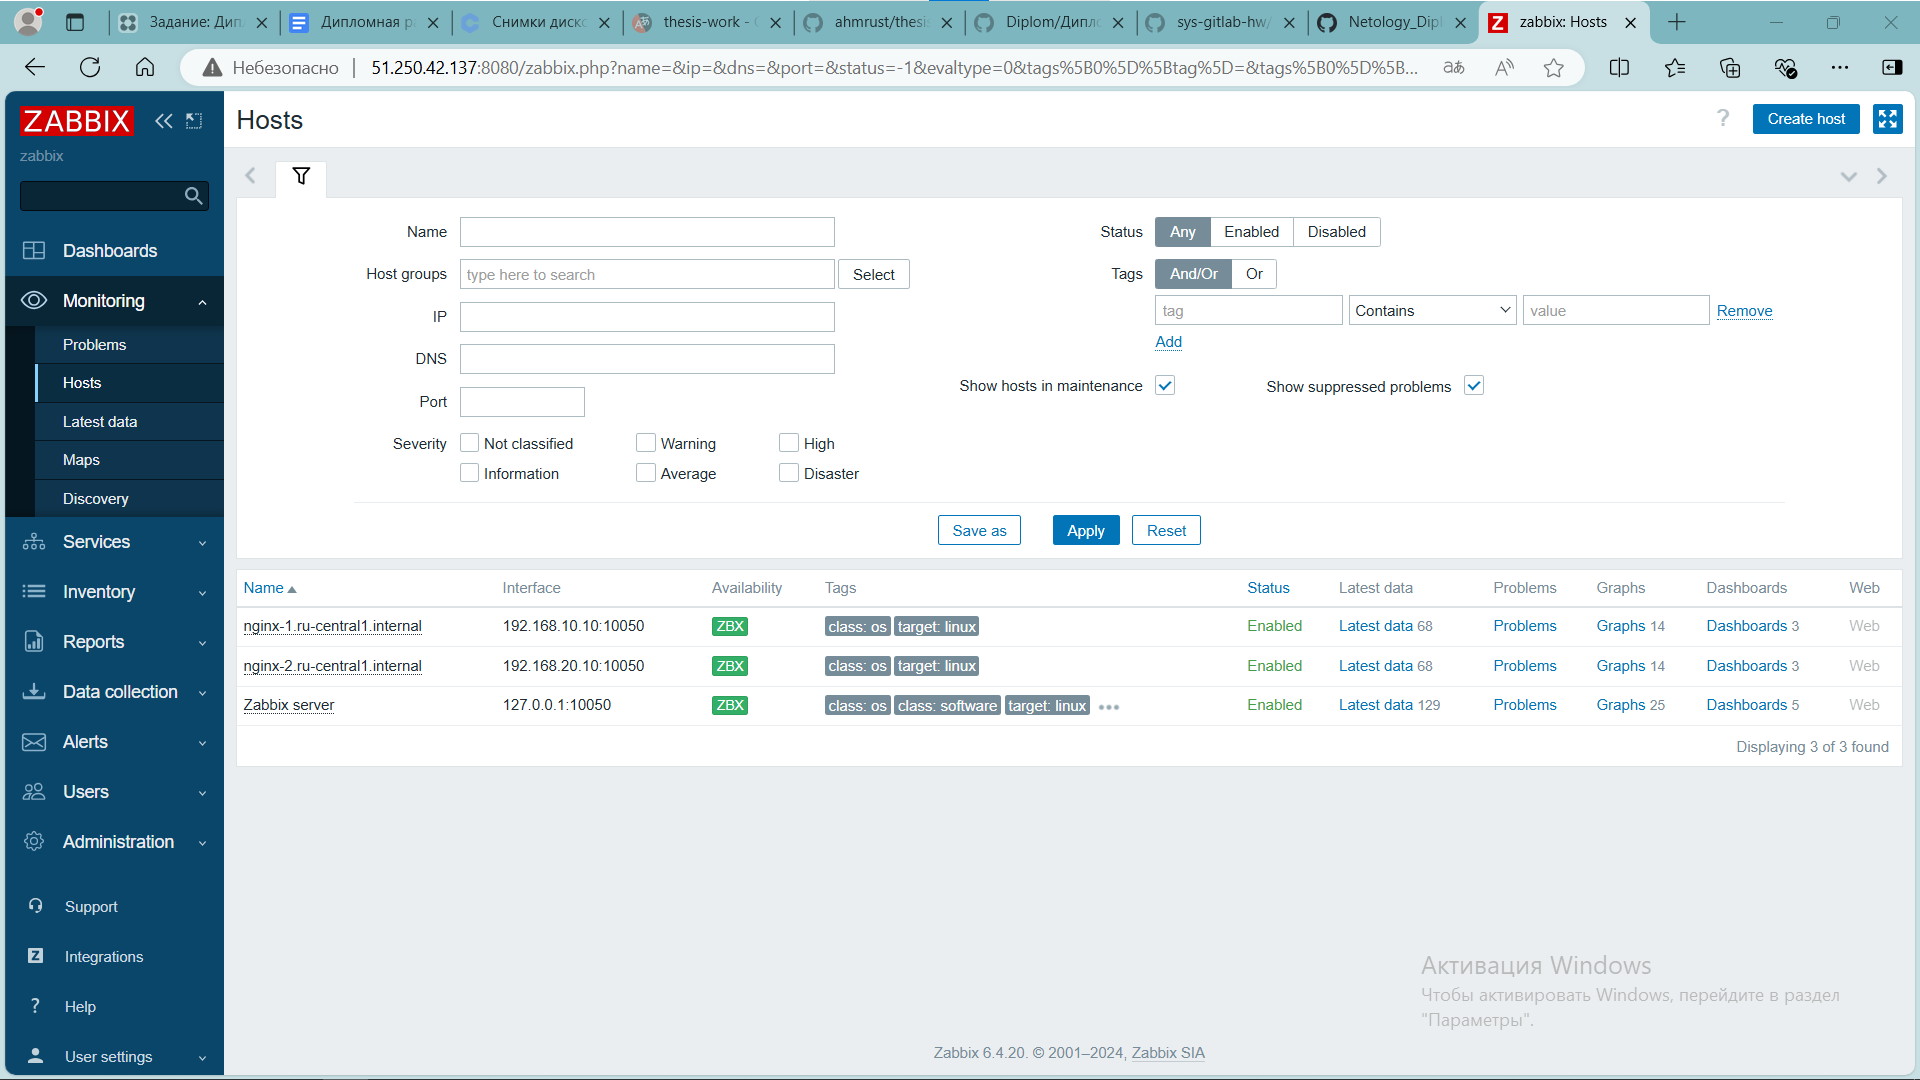 Задание: Дипл
Дипломная р
Снимки диско
thesis-work - G
ahmrust/thesis
Diplom/Дипло
sys-gitlab-hw/
Netology_Dipl
zabbix: Hosts
Небезопасно
51.250.42.137:8080/zabbix.php?name=&ip=&dns=&port=&status=-1&evaltype=0&tags%5B0%5D%5Btag%5D=&tags%5B0%5D%5B...
ZABBIX
zabbix
Dashboards
Monitoring
Problems
Hosts
Latest data
Maps
Discovery
Services
Inventory
Reports
Data collection
Alerts
Users
Administration
Support
Z Integrations
? Help
User settings
Hosts
? Create host
Name
Host groups type here to search Select
IP
DNS
Port
Severity Not classified Warning High
Information Average Disaster
Status Any Enabled Disabled
Tags And/Or Or
tag Contains value Remove
Add
Show hosts in maintenance Show suppressed problems
Save as Apply Reset
Name Interface Availability Tags Status Latest data Problems Graphs Dashboards Web
nginx-1.ru-central1.internal 192.168.10.10:10050 ZBX class: os target: linux Enabled Latest data 68 Problems Graphs 14 Dashboards 3 Web
nginx-2.ru-central1.internal 192.168.20.10:10050 ZBX class: os target: linux Enabled Latest data 68 Problems Graphs 14 Dashboards 3 Web
Zabbix server 127.0.0.1:10050 ZBX class: os class: software target: linux ••• Enabled Latest data 129 Problems Graphs 25 Dashboards 5 Web
Displaying 3 of 3 found
Активация Windows
Чтобы активировать Windows, перейдите в раздел
"Параметры".
Zabbix 6.4.20. © 2001–2024, Zabbix SIA